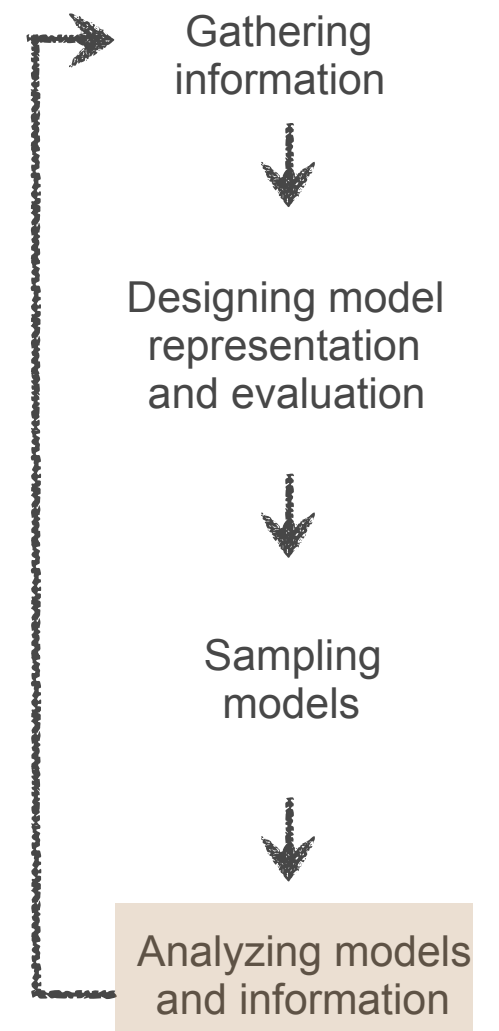 Gathering
information
Designing model
representation
and evaluation
Sampling
models
Analyzing models
and information